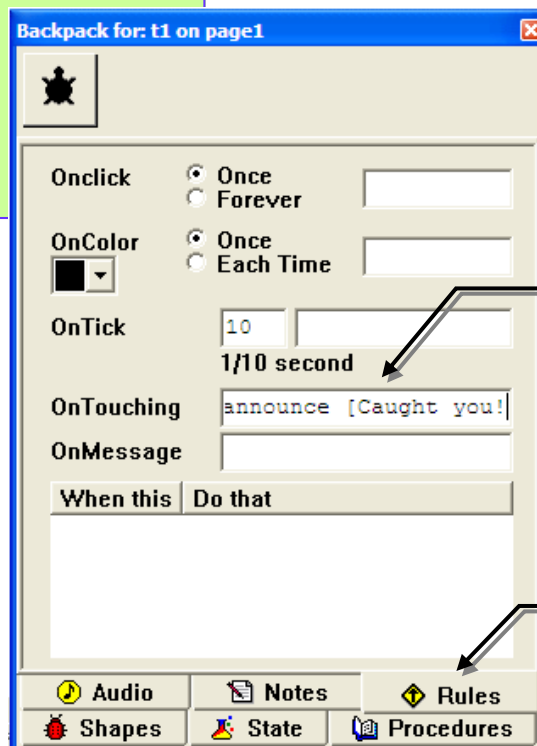 Backpack for: t1 on page1
Onclick Once
Forever
OnColor Once
Each Time
OnTick 10
1/10 second
OnTouching announce [Caught you!
OnMessage
When this Do that
Audio Notes Rules
Shapes State Procedures